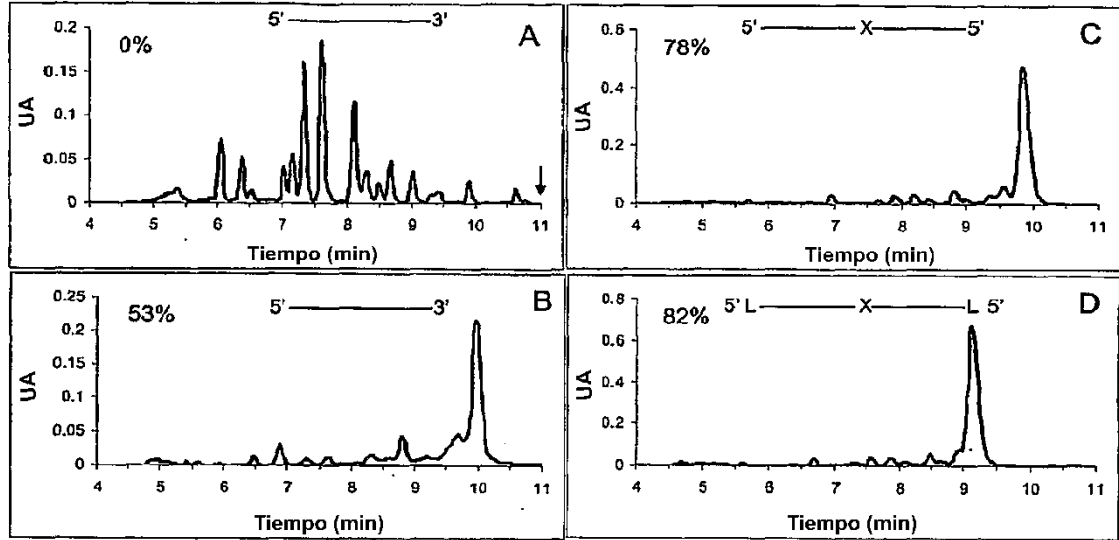 0%
5' 3'
A
UA
0.2
0.15
0.1
0.05
0
4 5 6 7 8 9 10 11
Tiempo (min)
53%
5' 3'
B
UA
0.25
0.2
0.15
0.1
0.05
0
4 5 6 7 8 9 10 11
Tiempo (min)
78%
5' X 5'
C
UA
0.6
0.4
0.2
0
4 5 6 7 8 9 10 11
Tiempo (min)
82%
5' L X L 5'
D
UA
0.8
0.6
0.4
0.2
0
4 5 6 7 8 9 10 11
Tiempo (min)